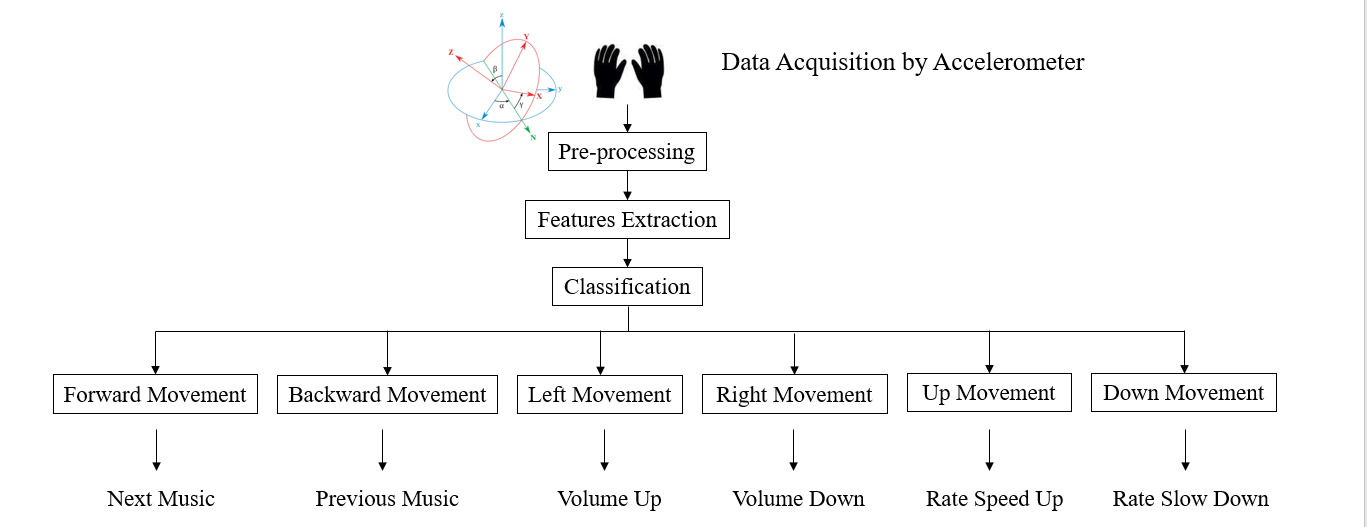 z
Y
Z
β
X
y
α
γ
x
N
Data Acquisition by Accelerometer
Pre-processing
Features Extraction
Classification
Forward Movement
Backward Movement
Left Movement
Right Movement
Up Movement
Down Movement
Next Music
Previous Music
Volume Up
Volume Down
Rate Speed Up
Rate Slow Down